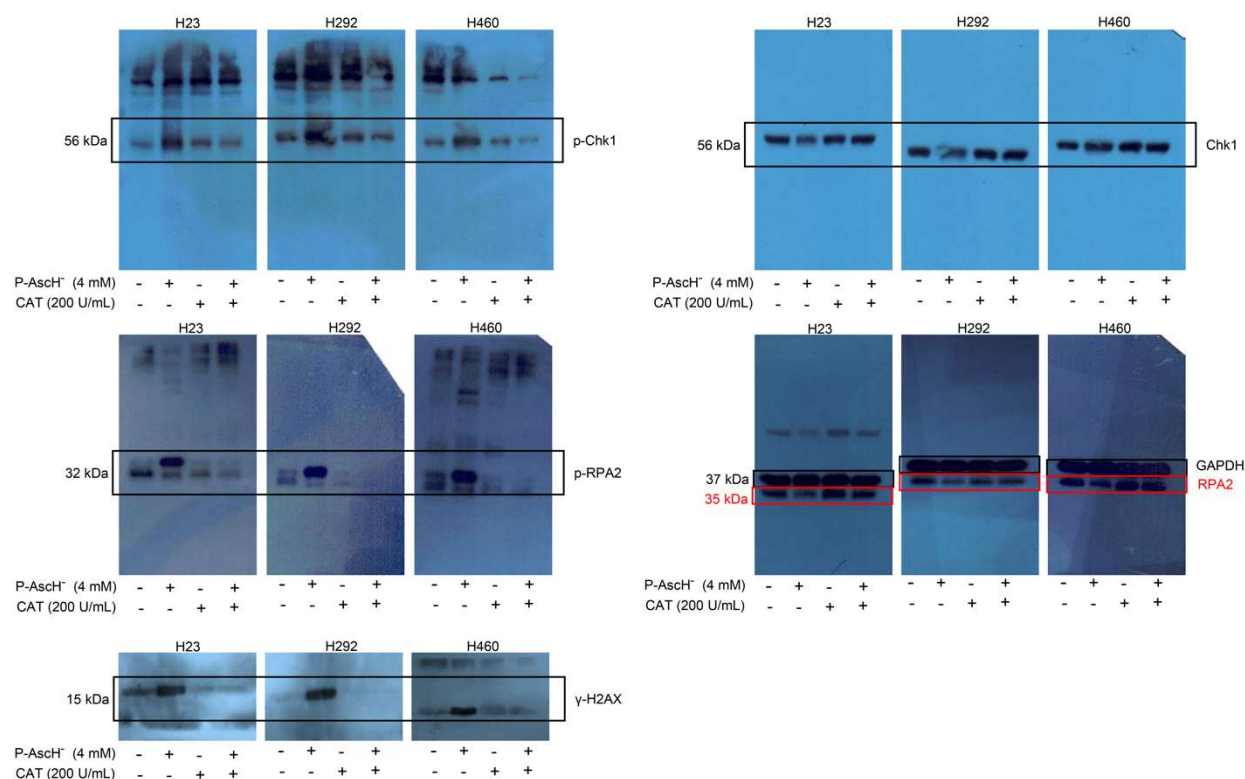 H23 H292 H460
56 kDa p-Chk1
P-AscH⁻ (4 mM) - + - + - + - + - + - +
CAT (200 U/mL) - - + + - - + + - - + +
H23 H292 H460
56 kDa Chk1
P-AscH⁻ (4 mM) - + - + - + - + - + - +
CAT (200 U/mL) - - + + - - + + - - + +
H23 H292 H460
32 kDa p-RPA2
P-AscH⁻ (4 mM) - + - + - + - + - + - +
CAT (200 U/mL) - - + + - - + + - - + +
H23 H292 H460
37 kDa GAPDH
35 kDa RPA2
P-AscH⁻ (4 mM) - + - + - + - + - + - +
CAT (200 U/mL) - - + + - - + + - - + +
H23 H292 H460
15 kDa γ-H2AX
P-AscH⁻ (4 mM) - + - + - + - + - + - +
CAT (200 U/mL) - - + + - - + + - - + +